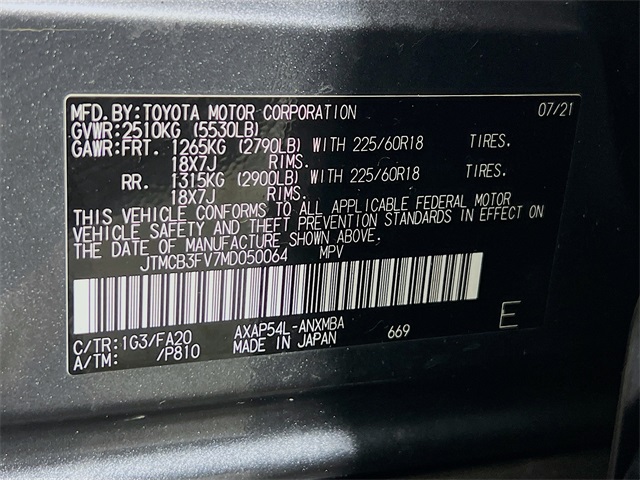 MFD.BY:TOYOTA MOTOR CORPORATION 07/21
GVWR:2510KG (5530LB)
GAWR:FRT. 1265KG (2790LB) WITH 225/60R18 TIRES.
18X7J RIMS.
RR. 1315KG (2900LB) WITH 225/60R18 TIRES.
18X7J RIMS.
THIS VEHICLE CONFORMS TO ALL APPLICABLE FEDERAL MOTOR
VEHICLE SAFETY AND THEFT PREVENTION STANDARDS IN EFFECT ON
THE DATE OF MANUFACTURE SHOWN ABOVE.
JTMCB3FV7MD050064 MPV
C/TR:1G3/FA20 AXAP54L-ANXMBA 669 E
A/TM: /P810 MADE IN JAPAN